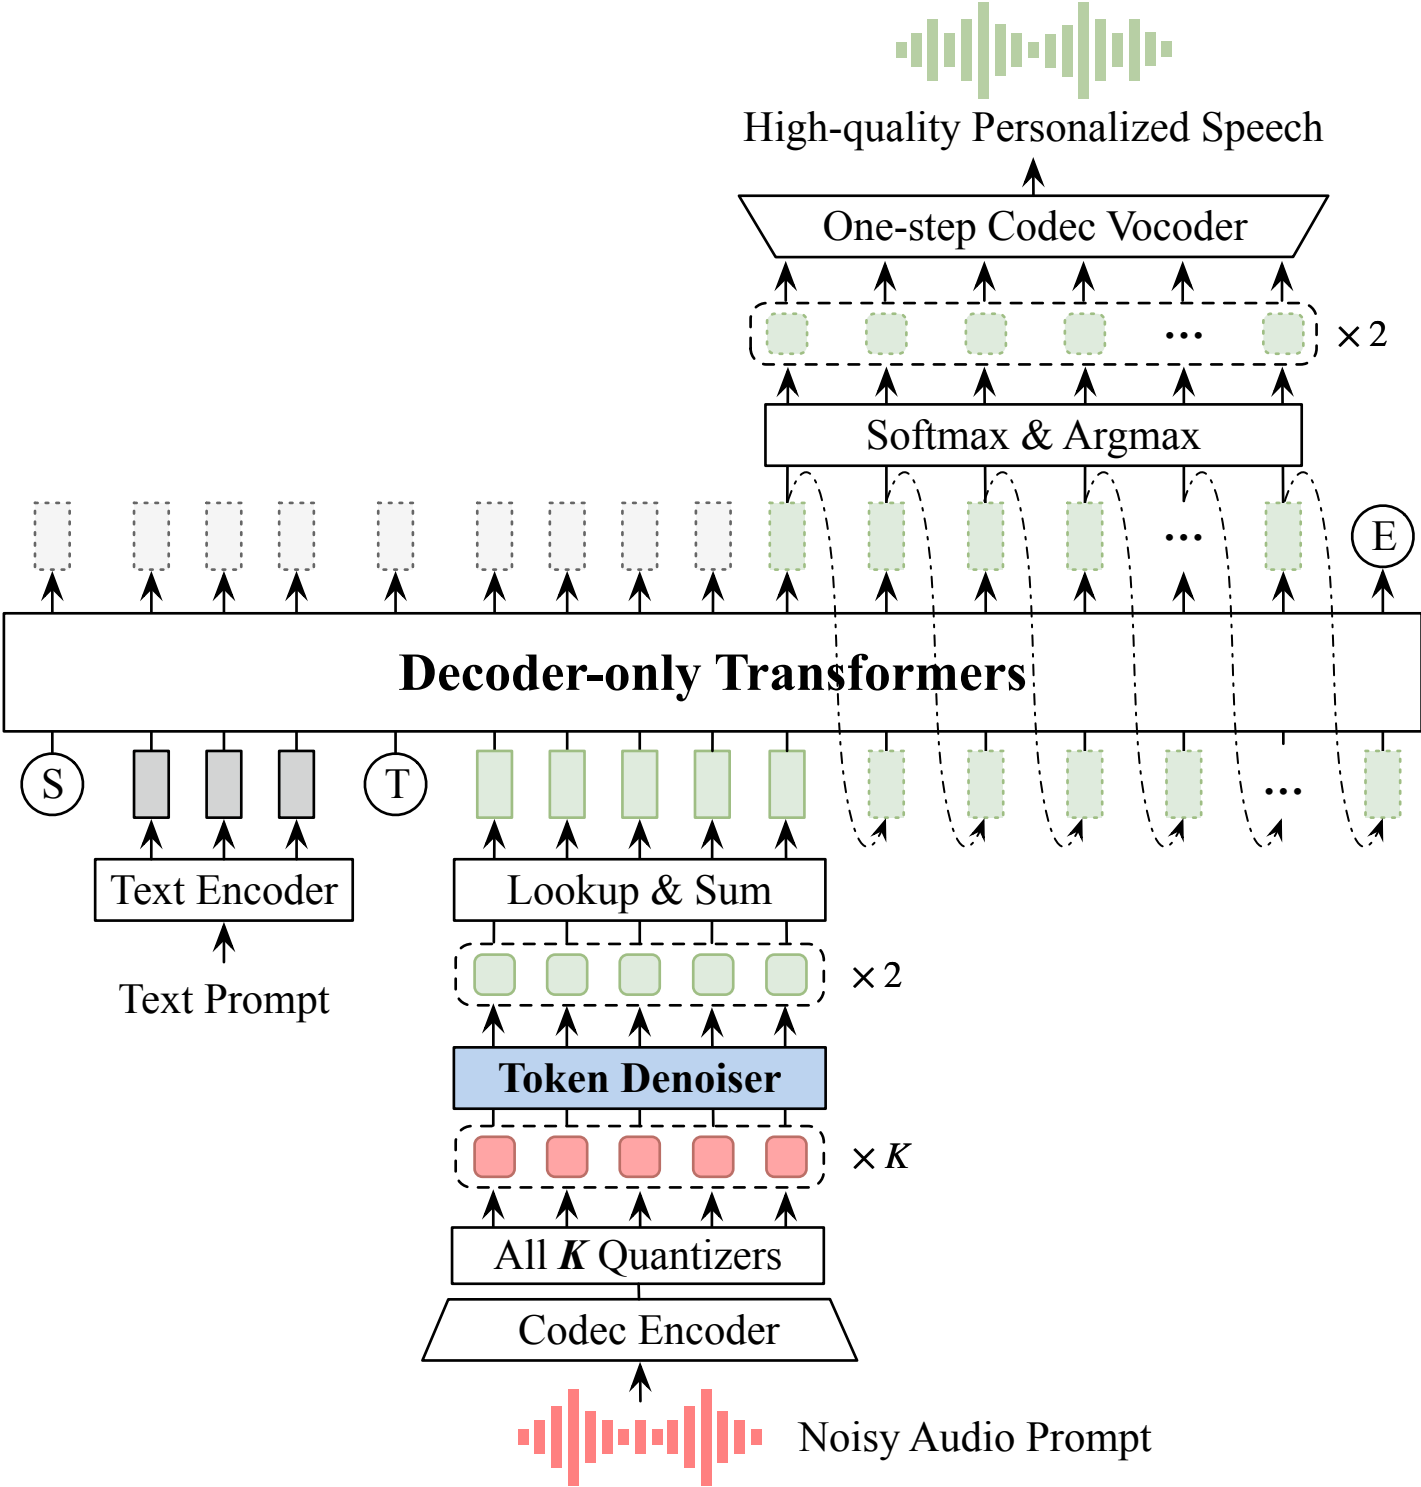 High-quality Personalized Speech
One-step Codec Vocoder
... × 2
Softmax & Argmax
... E
Decoder-only Transformers
S T ...
Text Encoder Lookup & Sum
Text Prompt × 2
Token Denoiser
× K
All K Quantizers
Codec Encoder
Noisy Audio Prompt